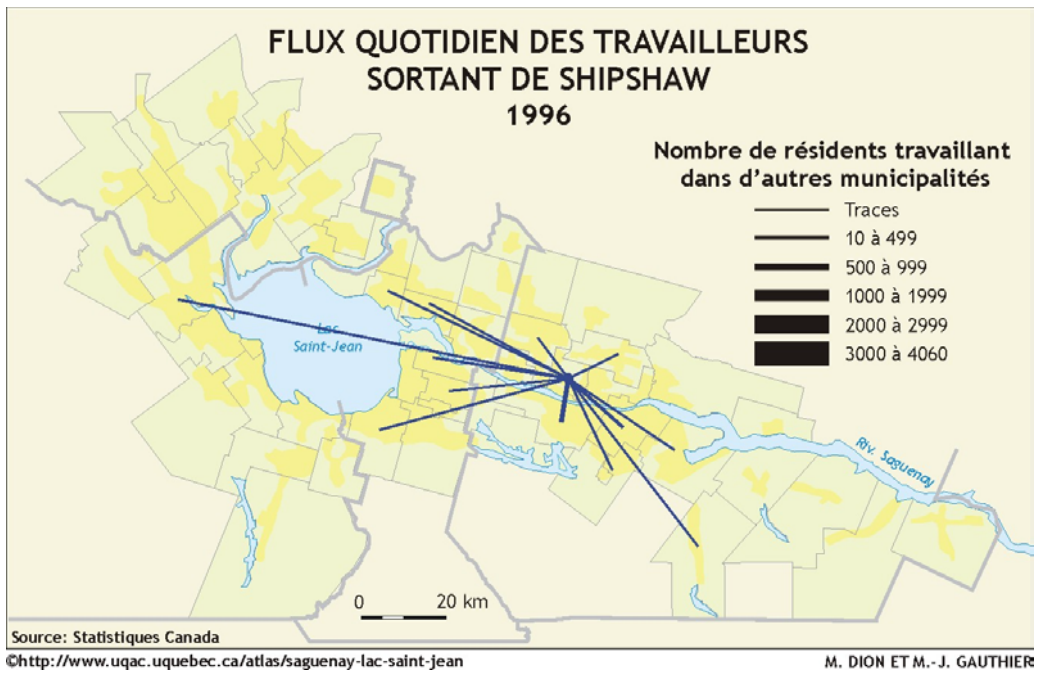 FLUX QUOTIDIEN DES TRAVAILLEURS
SORTANT DE SHIPSHAW
1996
Nombre de résidents travaillant
dans d'autres municipalités
Traces
10 à 499
500 à 999
1000 à 1999
2000 à 2999
3000 à 4060
Lac
Saint-Jean
Riv. Saguenay
0 20 km
Source: Statistiques Canada
©http://www.uqac.uquebec.ca/atlas/saguenay-lac-saint-jean
M. DION ET M.-J. GAUTHIER